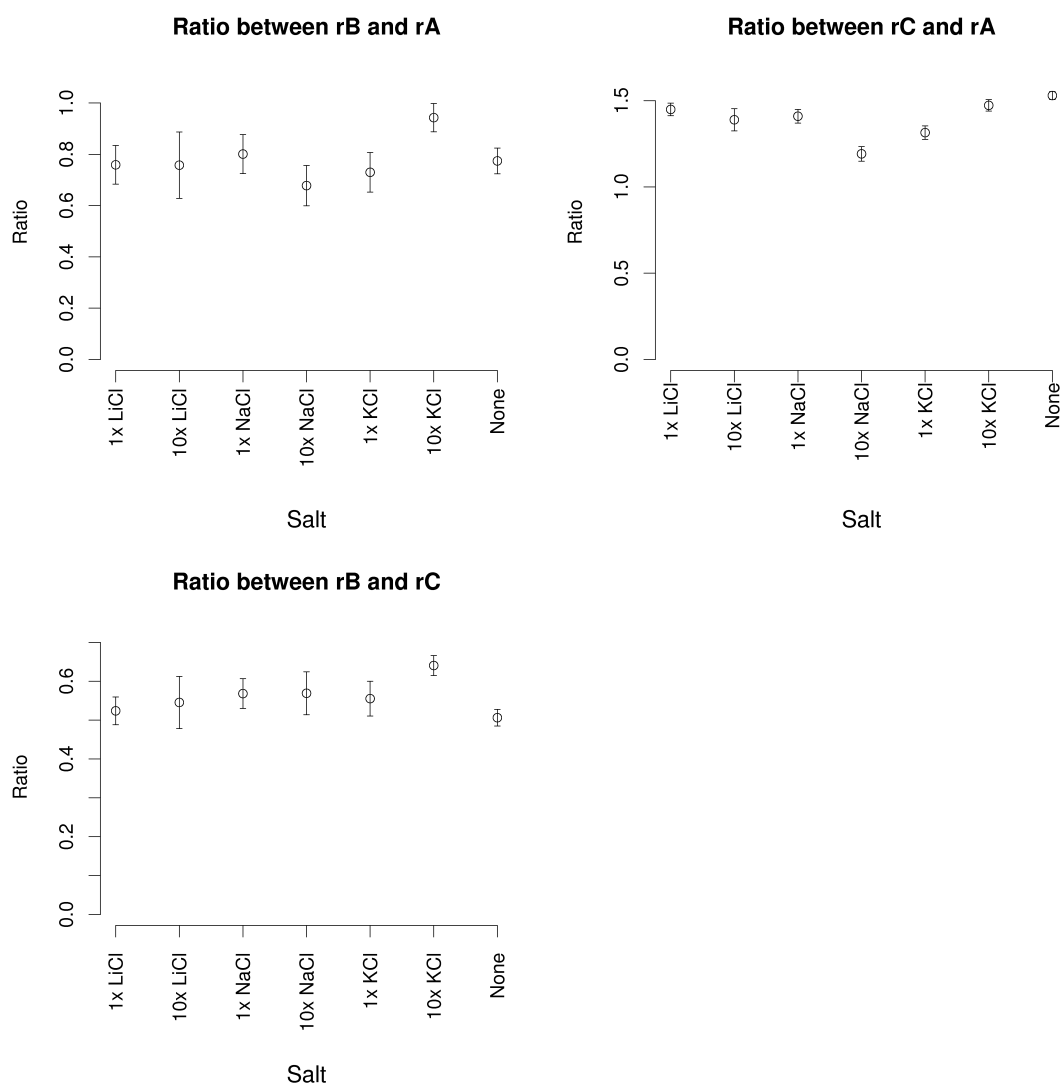 Ratio between rB and rA
Ratio
0.0 0.2 0.4 0.6 0.8 1.0
1x LiCl
10x LiCl
1x NaCl
10x NaCl
1x KCl
10x KCl
None
Salt
Ratio between rC and rA
Ratio
0.0 0.5 1.0 1.5
1x LiCl
10x LiCl
1x NaCl
10x NaCl
1x KCl
10x KCl
None
Salt
Ratio between rB and rC
Ratio
0.0 0.2 0.4 0.6
1x LiCl
10x LiCl
1x NaCl
10x NaCl
1x KCl
10x KCl
None
Salt